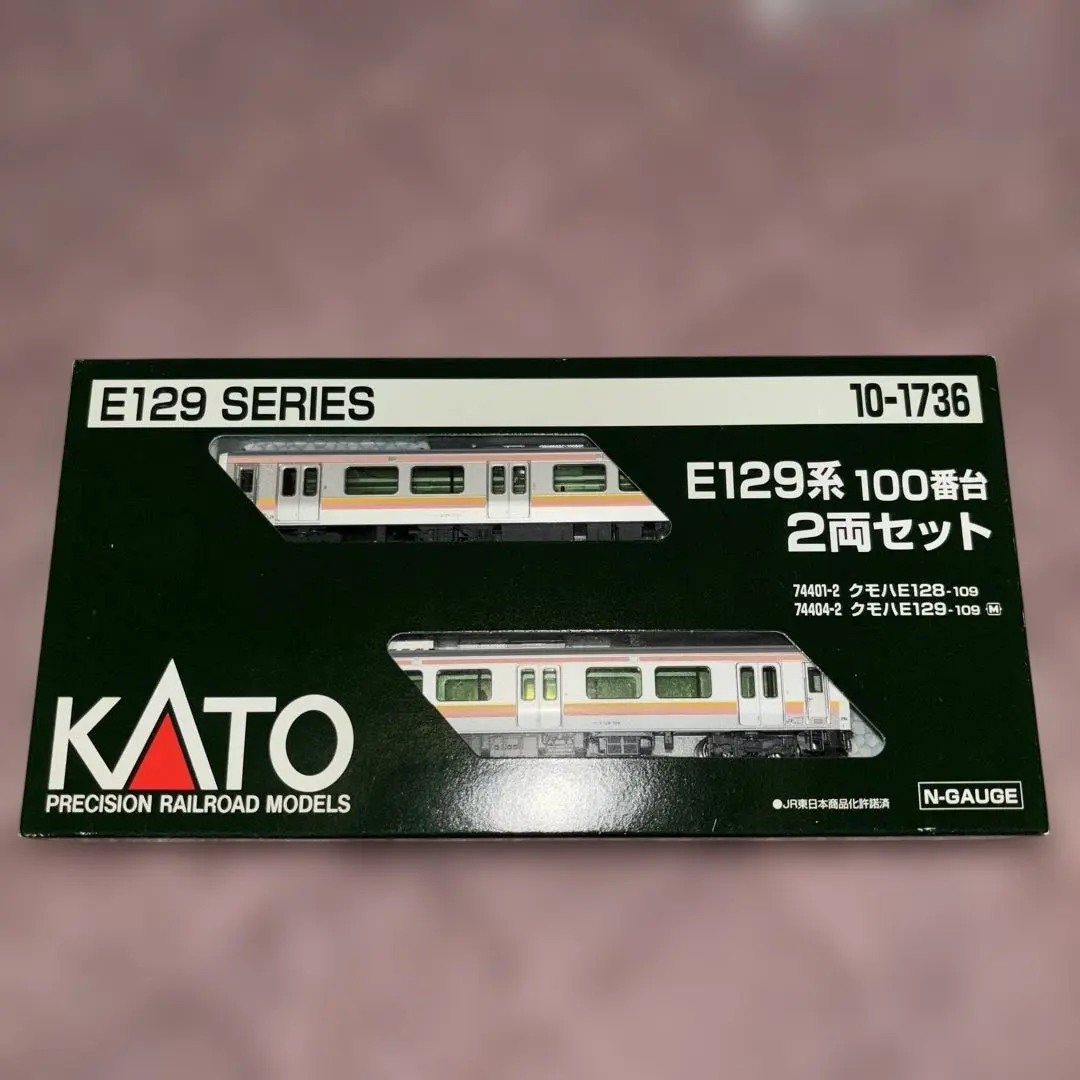 E129 SERIES
10-1736
E129系 100番台
2両セット
74401-2 クモハE128-109
74404-2 クモハE129-109 M
KATO
PRECISION RAILROAD MODELS
●JR東日本商品化許諾済
N-GAUGE